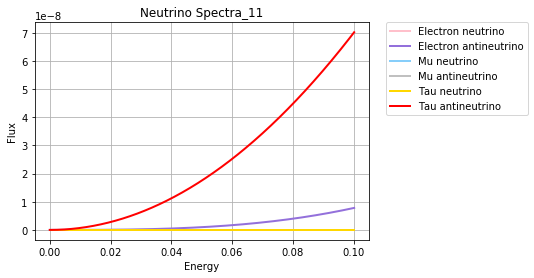 Neutrino Spectra_11
1e−8
7
6
5
4
3
2
1
0
Flux
0.00 0.02 0.04 0.06 0.08 0.10
Energy
Electron neutrino
Electron antineutrino
Mu neutrino
Mu antineutrino
Tau neutrino
Tau antineutrino